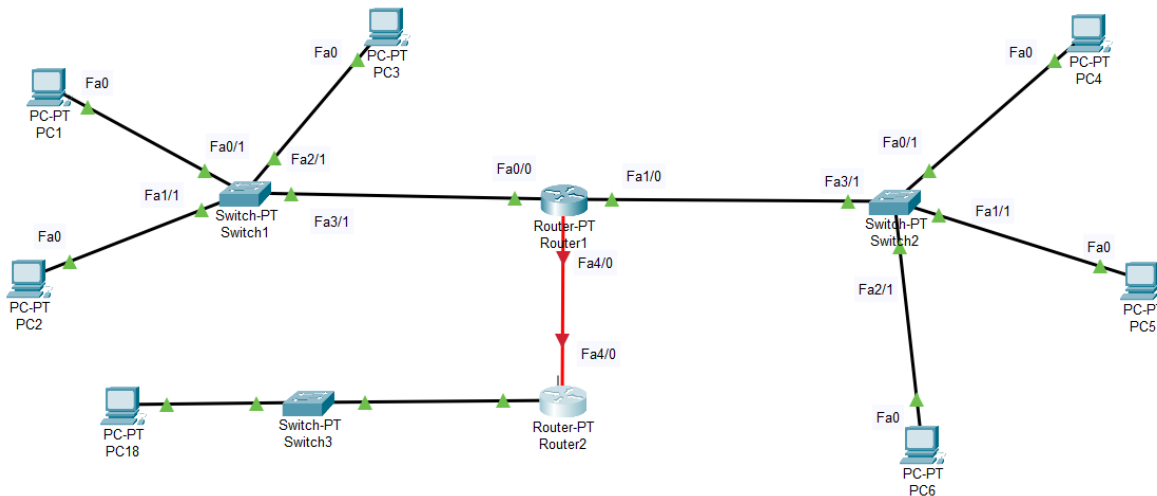 Fa0
PC-PT
PC3
Fa0
PC-PT
PC4
Fa0
PC-PT
PC1
Fa0/1
Fa2/1
Fa0/1
Fa1/1
Switch-PT
Switch1
Fa3/1
Fa0/0
Router-PT
Router1
Fa1/0
Fa3/1
Switch-PT
Switch2
Fa1/1
Fa0
PC-PT
PC2
Fa4/0
Fa2/1
Fa0
PC-PT
PC5
Fa4/0
PC-PT
PC18
Switch-PT
Switch3
Router-PT
Router2
Fa0
PC-PT
PC6